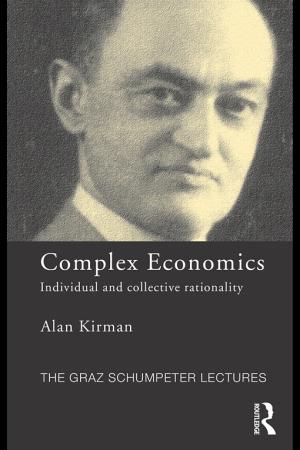 Complex Economics
Individual and collective rationality
Alan Kirman
THE GRAZ SCHUMPETER LECTURES
ROUTLEDGE